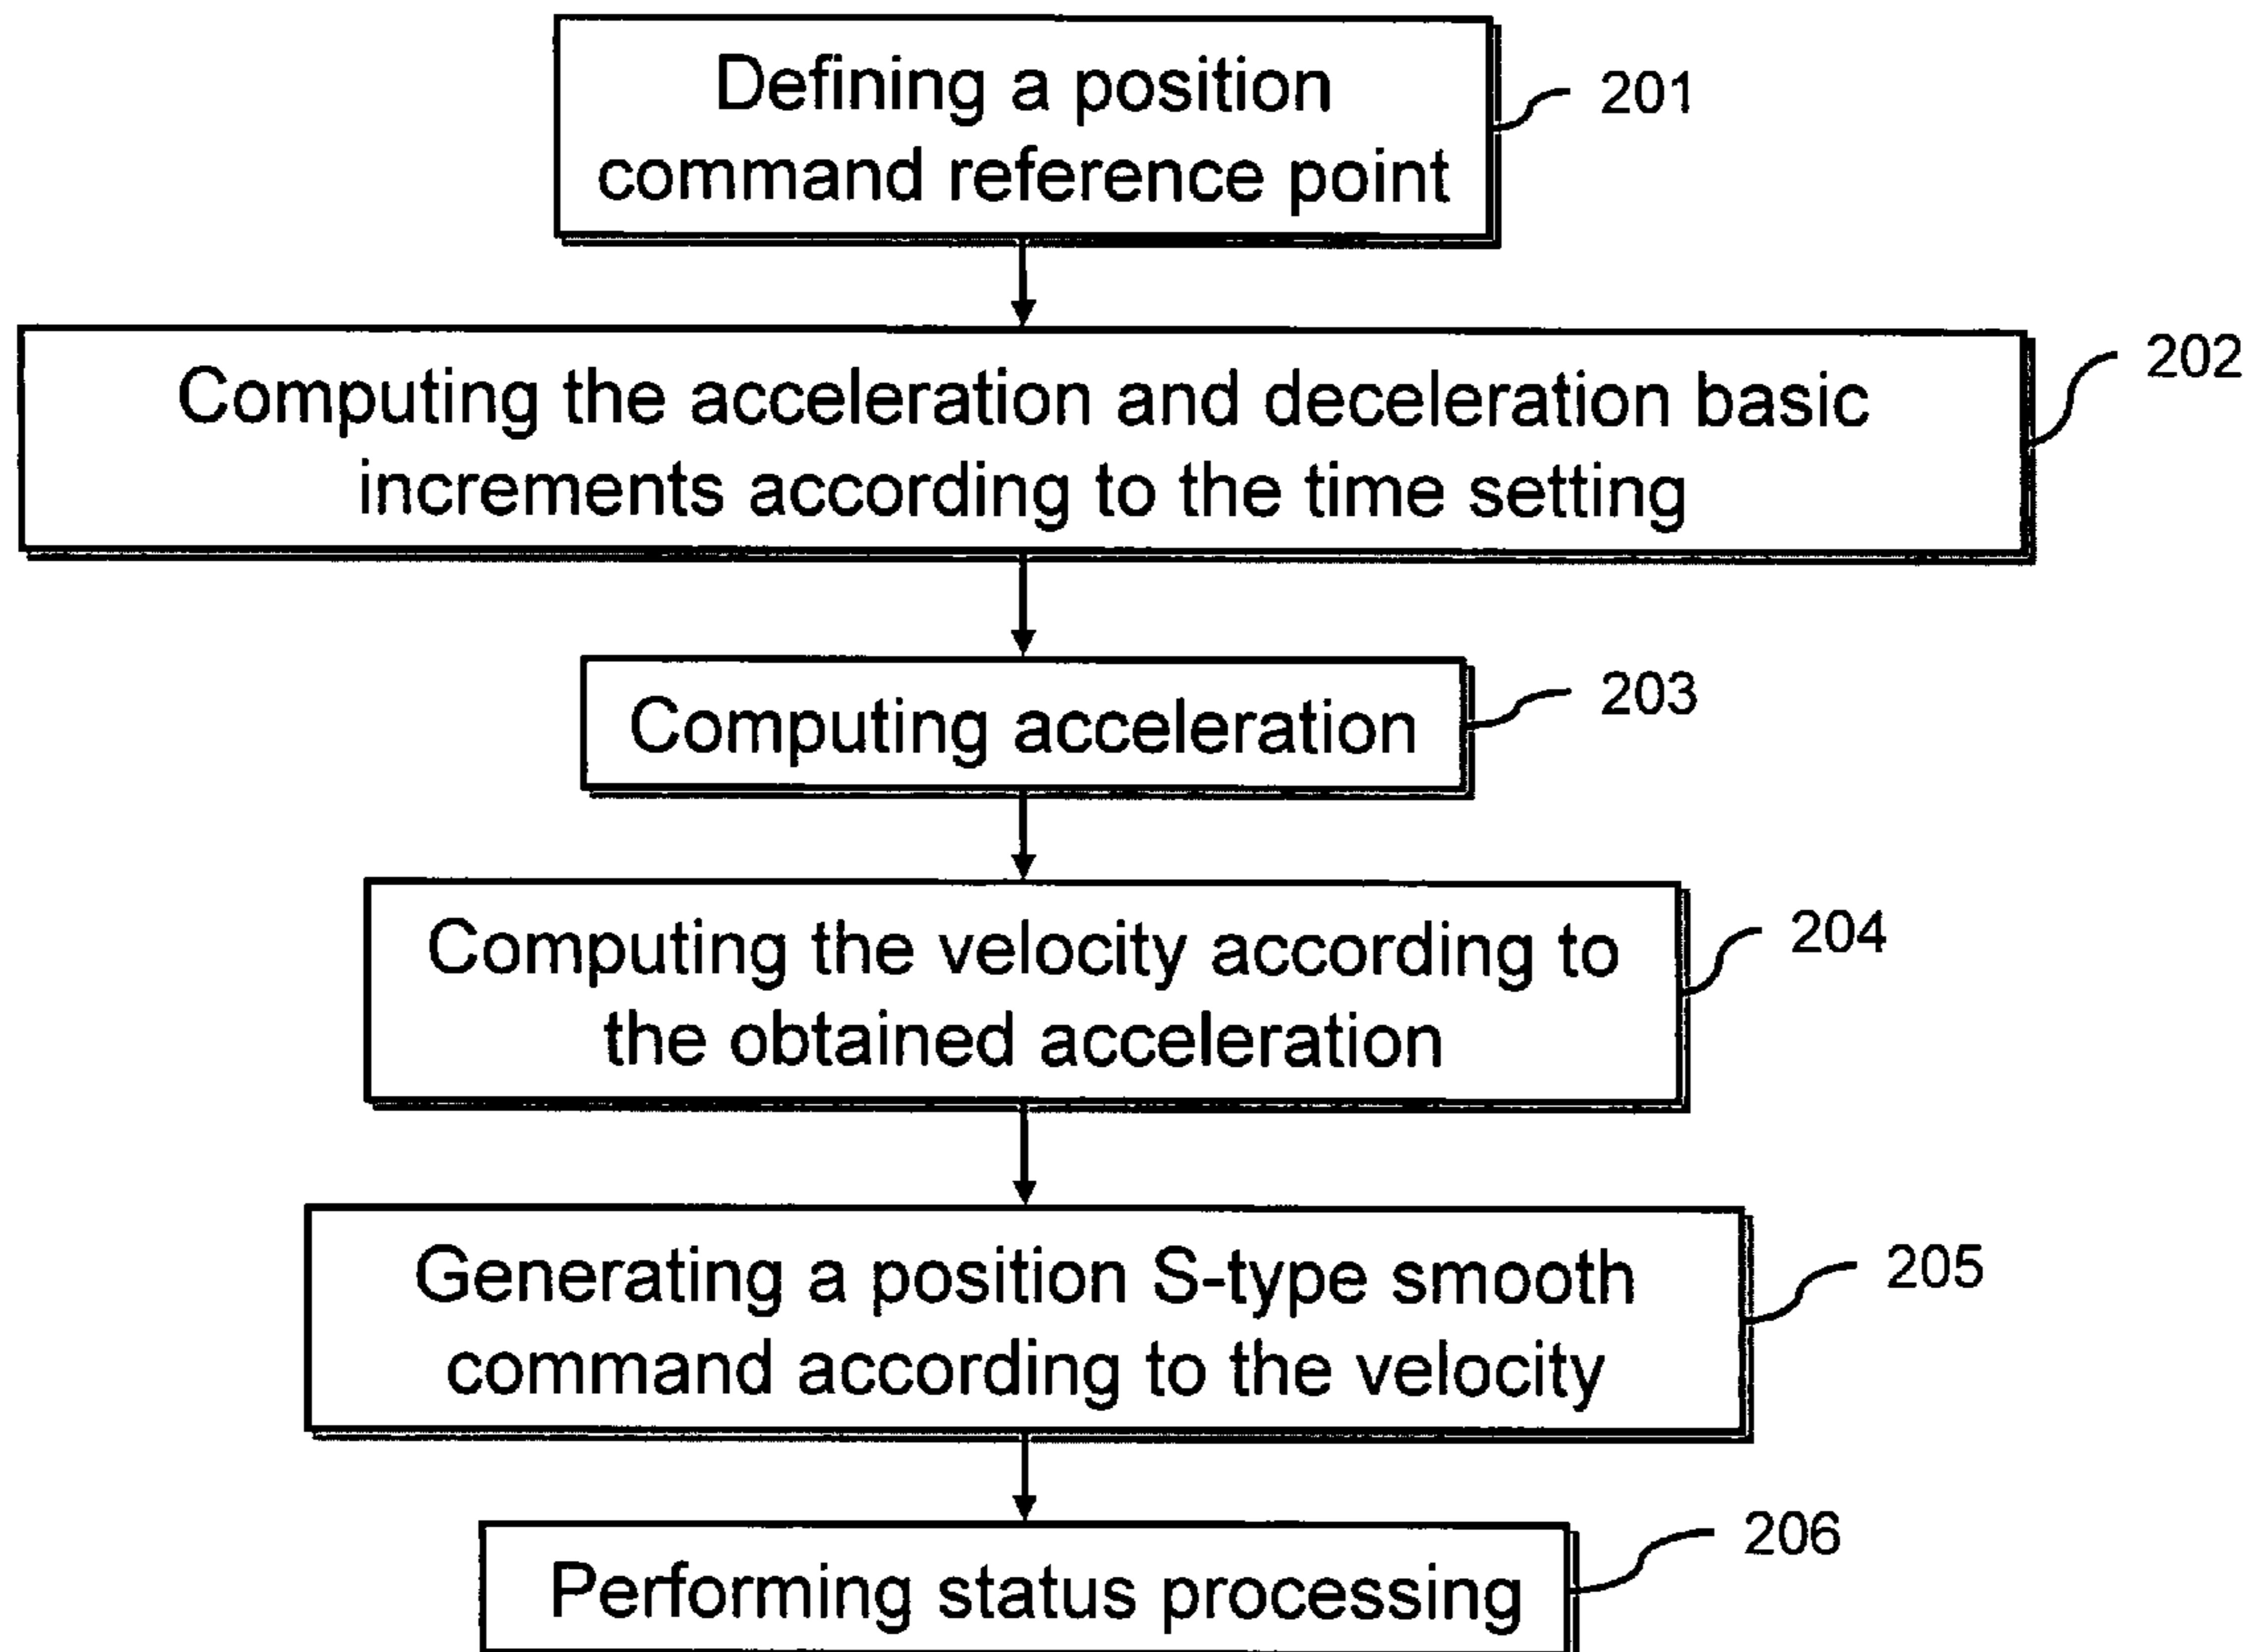 Defining a position
command reference point
201
Computing the acceleration and deceleration basic
increments according to the time setting
202
Computing acceleration
203
Computing the velocity according to
the obtained acceleration
204
Generating a position S-type smooth
command according to the velocity
205
Performing status processing
206